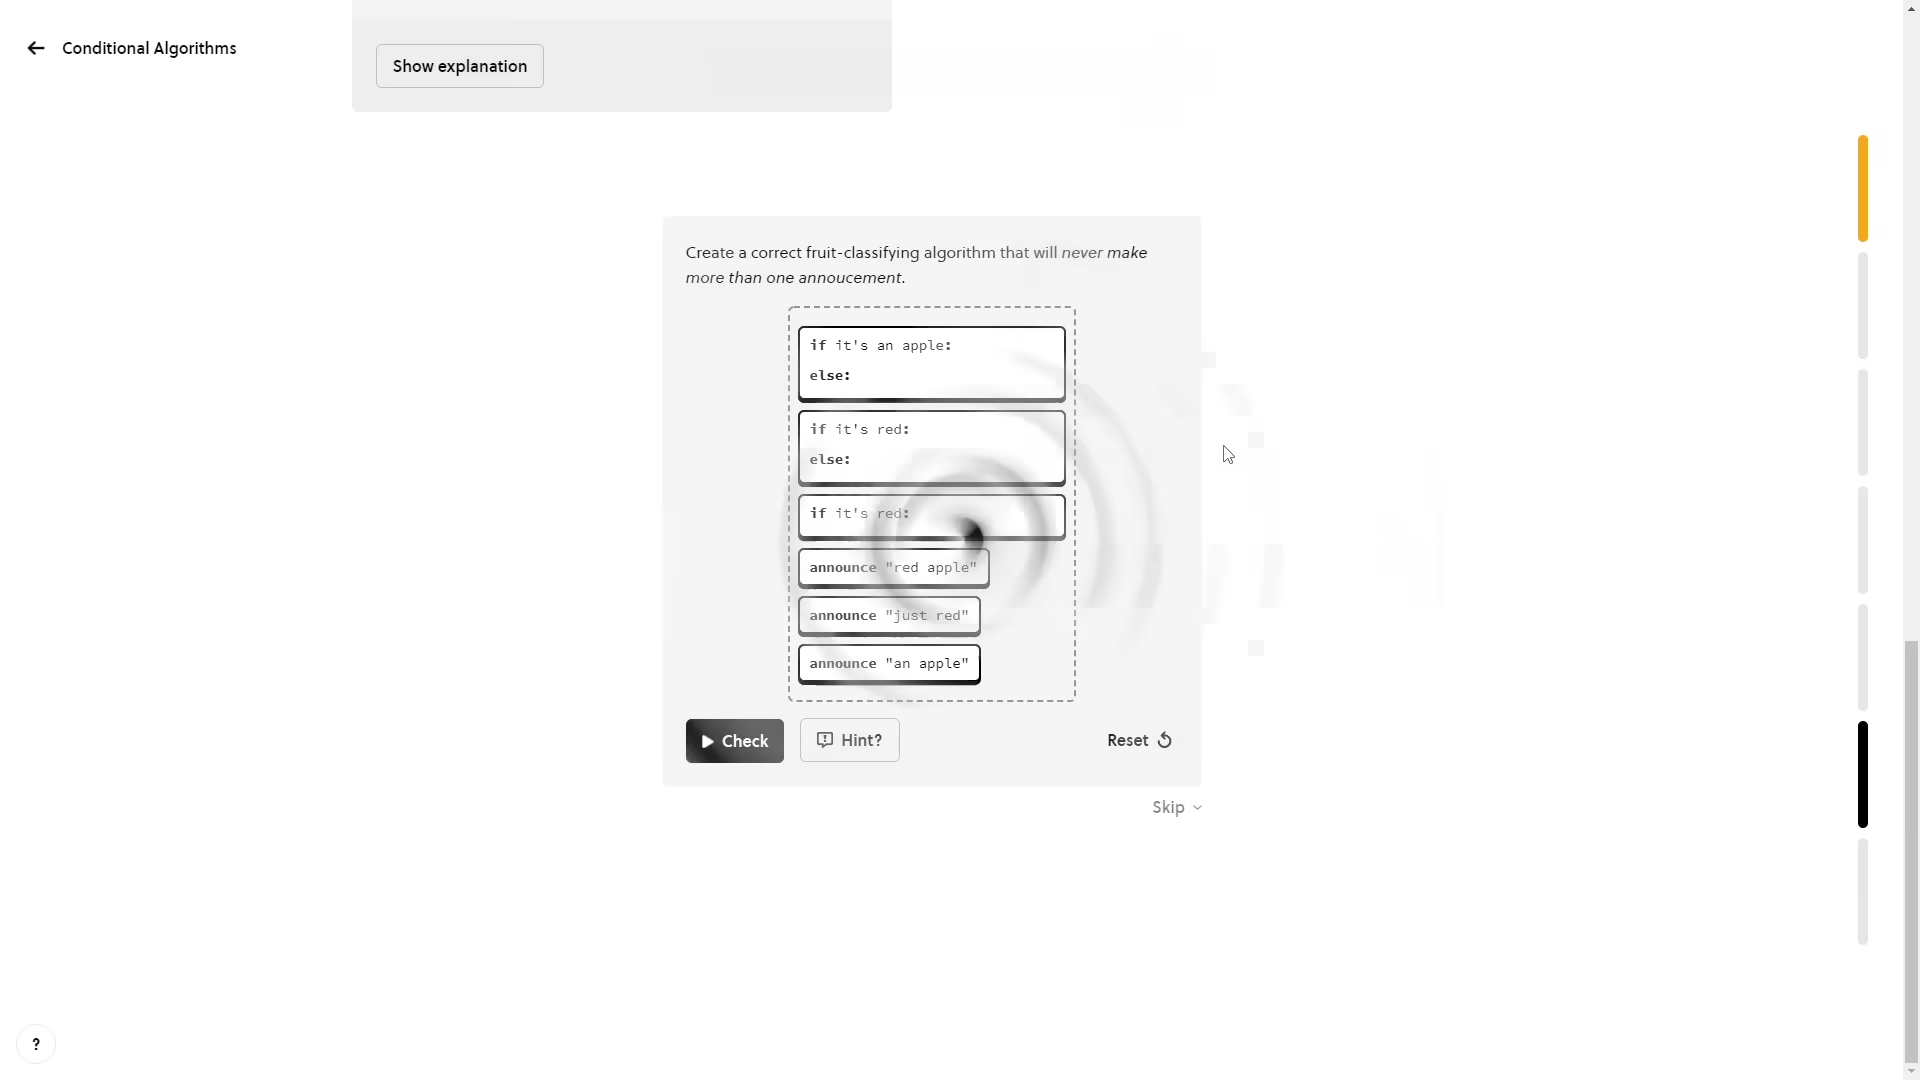 Conditional Algorithms
Show explanation
Create a correct fruit-classifying algorithm that will never make
more than one annoucement.
if it's an apple:
else:
if it's red:
else:
if it's red:
announce "red apple"
announce "just red"
announce "an apple"
Check
Hint?
Reset
Skip
?